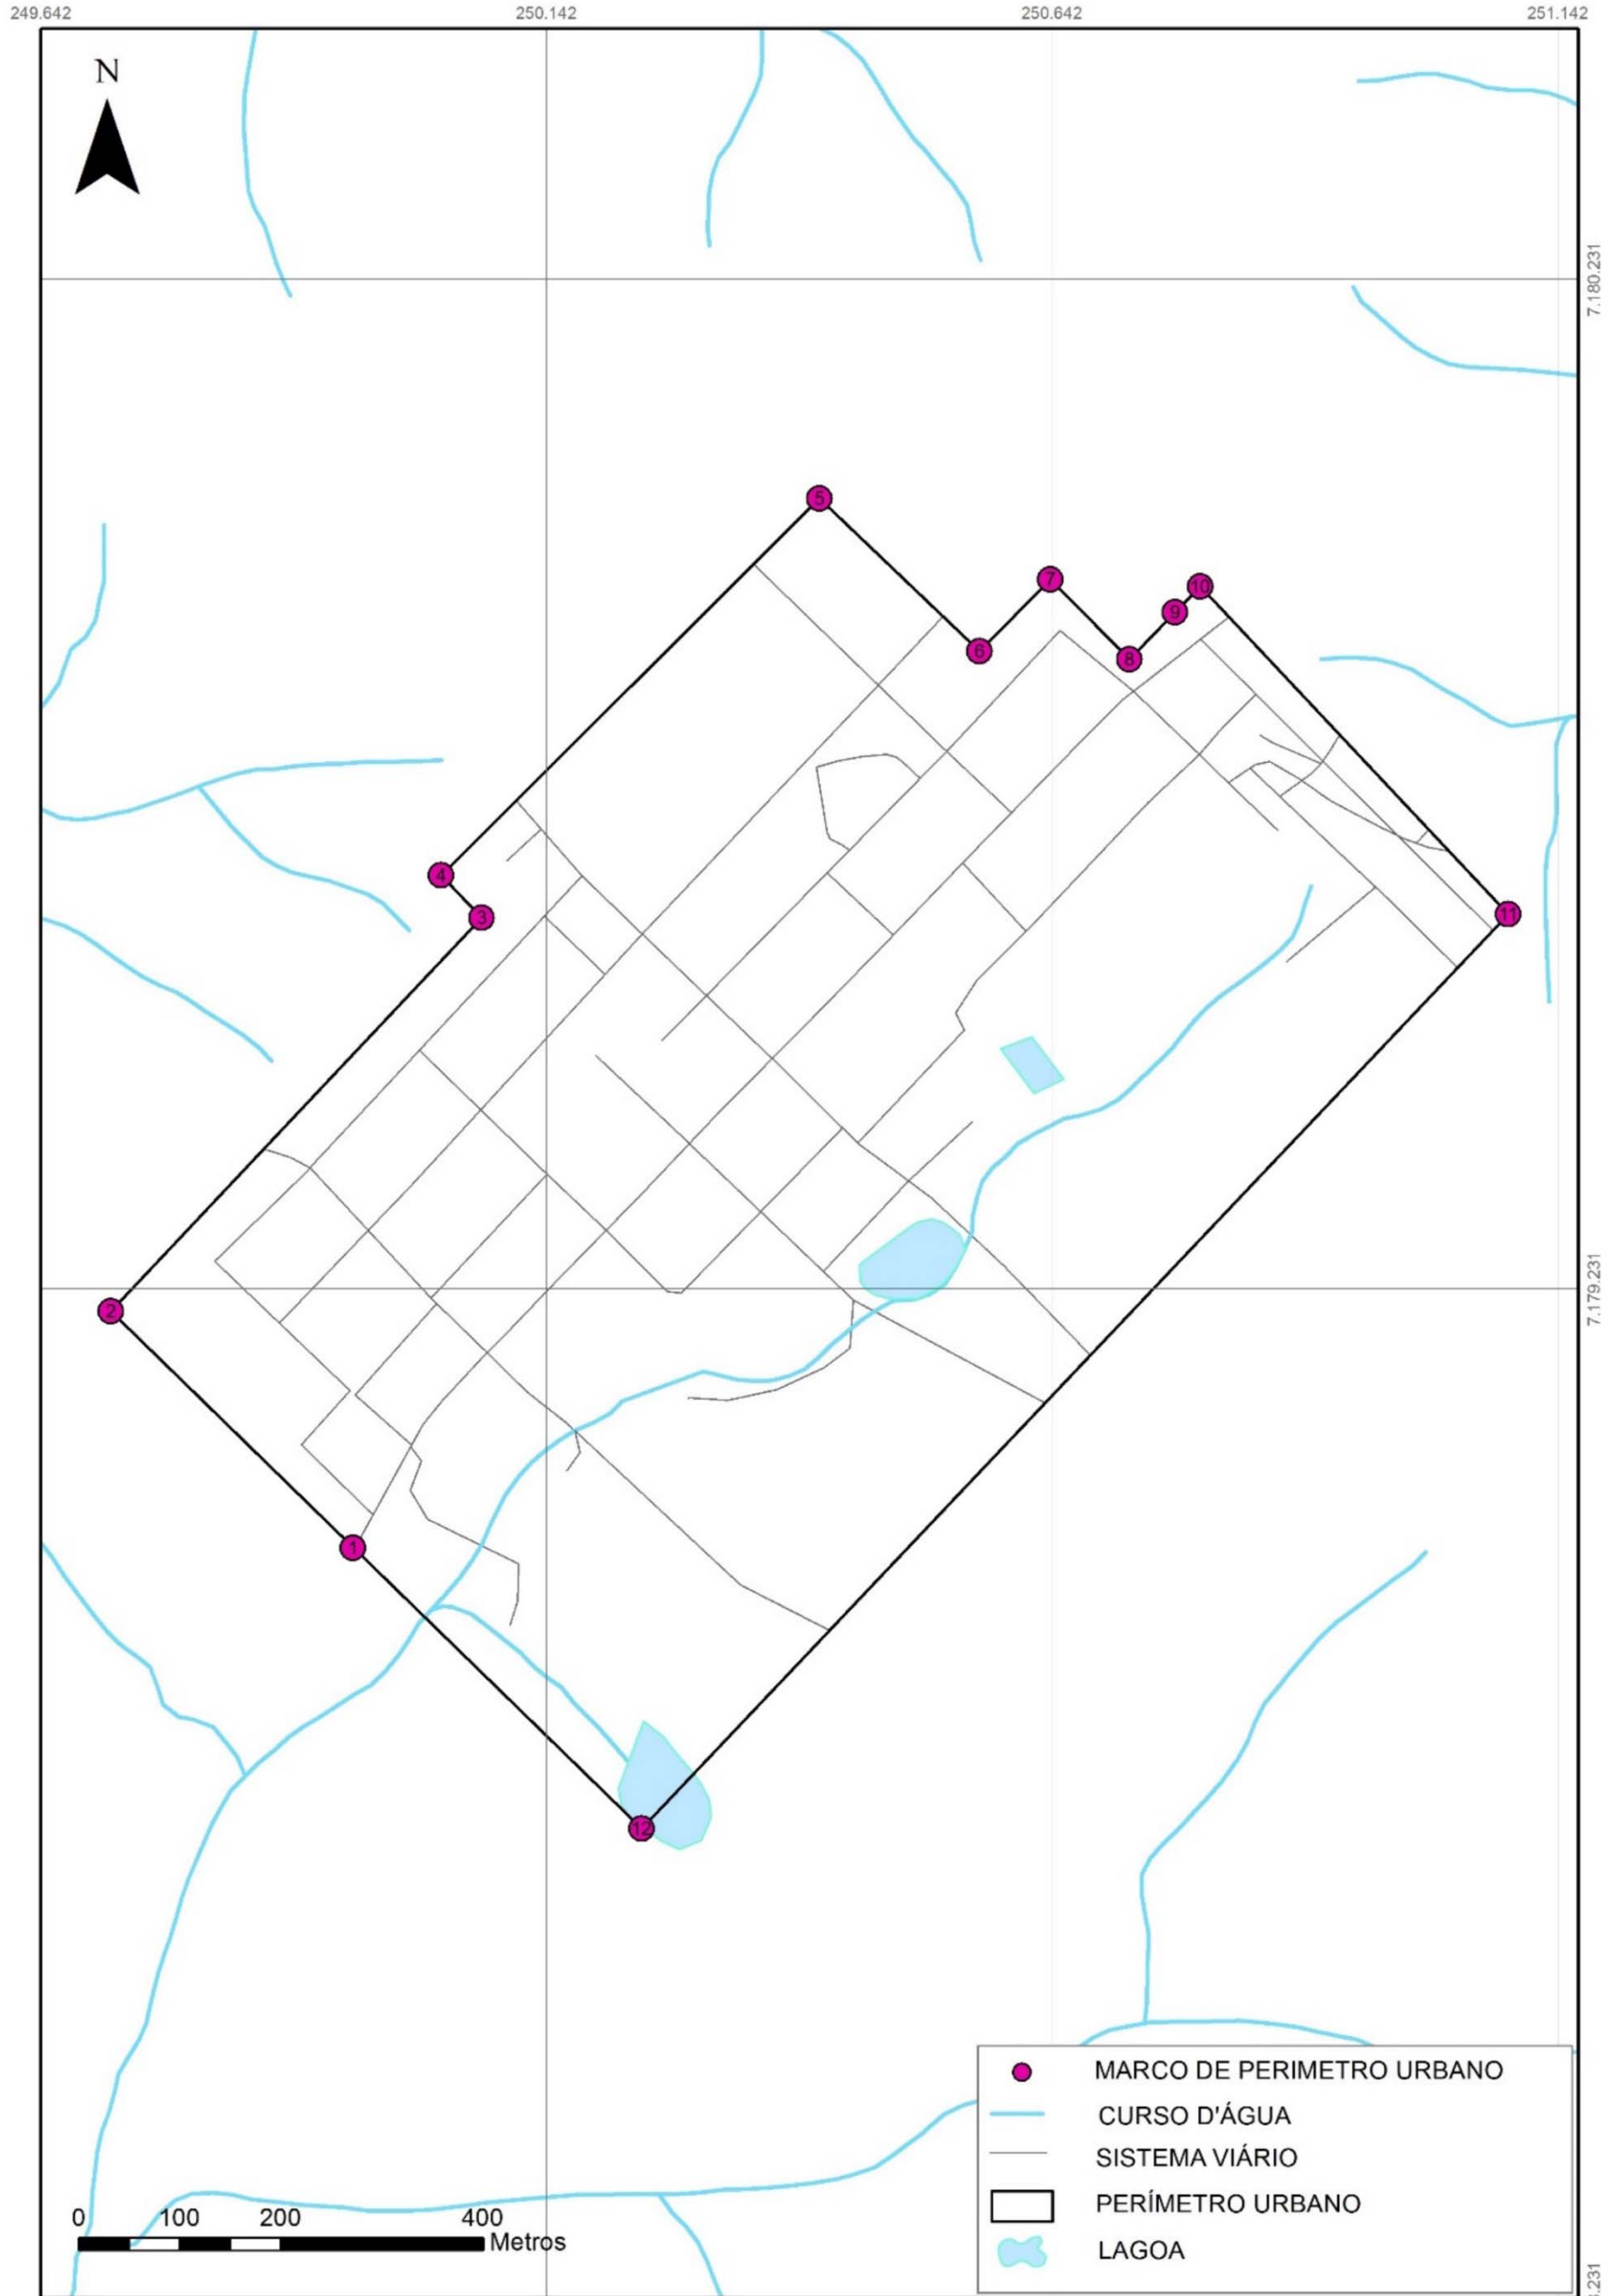 249.642 250.142 250.642 251.142
N
7.180.231
5
7
10
9
6
8
4
3
11
7.179.231
2
1
12
MARCO DE PERIMETRO URBANO
CURSO D'ÁGUA
SISTEMA VIÁRIO
PERÍMETRO URBANO
LAGOA
0 100 200 400
Metros
.231